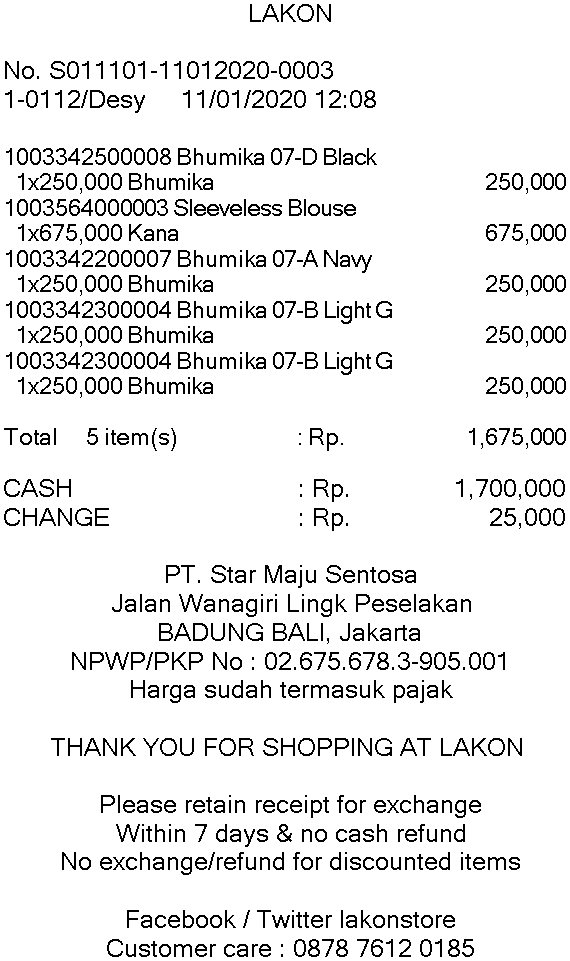 LAKON
No. S011101-11012020-0003
1-0112/Desy 11/01/2020 12:08
1003342500008 Bhumika 07-D Black
1x250,000 Bhumika 250,000
1003564000003 Sleeveless Blouse
1x675,000 Kana 675,000
1003342200007 Bhumika 07-A Navy
1x250,000 Bhumika 250,000
1003342300004 Bhumika 07-B Light G
1x250,000 Bhumika 250,000
1003342300004 Bhumika 07-B Light G
1x250,000 Bhumika 250,000
Total 5 item(s) : Rp. 1,675,000
CASH : Rp. 1,700,000
CHANGE : Rp. 25,000
PT. Star Maju Sentosa
Jalan Wanagiri Lingk Peselakan
BADUNG BALI, Jakarta
NPWP/PKP No : 02.675.678.3-905.001
Harga sudah termasuk pajak
THANK YOU FOR SHOPPING AT LAKON
Please retain receipt for exchange
Within 7 days & no cash refund
No exchange/refund for discounted items
Facebook / Twitter lakonstore
Customer care : 0878 7612 0185